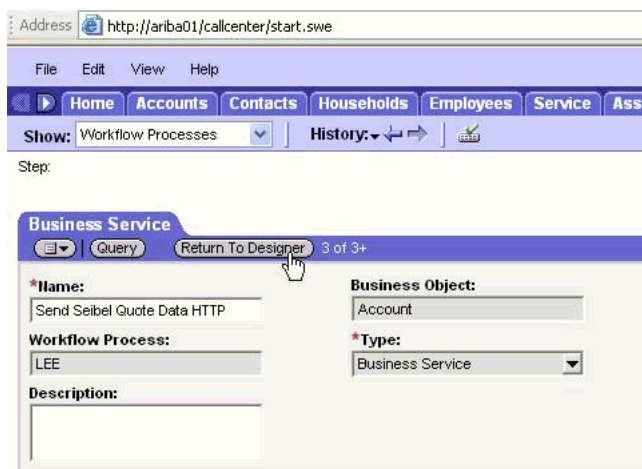 Address http://ariba01/callcenter/start.swe
File Edit View Help
Home Accounts Contacts Households Employees Service Ass
Show: Workflow Processes History:
Step:
Business Service
Query Return To Designer 3 of 3+
*Name: Business Object:
Send Seibel Quote Data HTTP Account
Workflow Process: *Type:
LEE Business Service
Description: